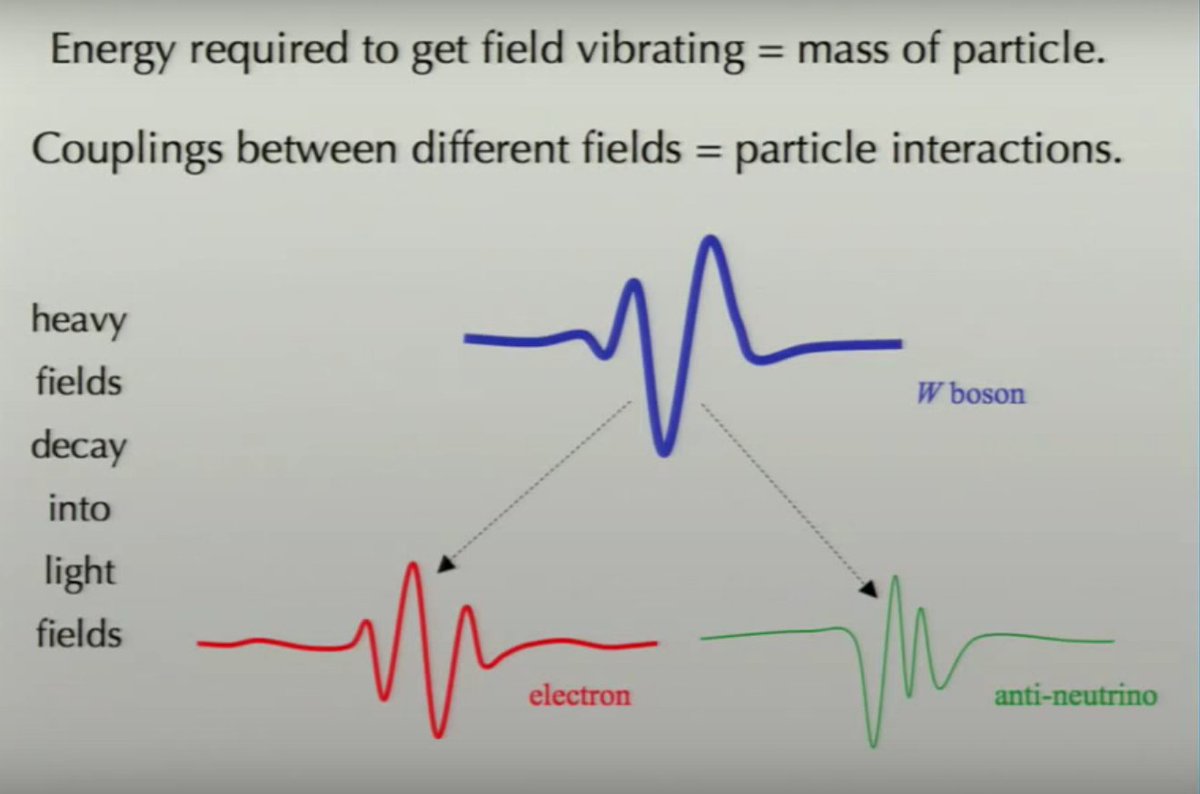 Energy required to get field vibrating = mass of particle.
Couplings between different fields = particle interactions.
heavy
fields
decay
into
light
fields
W boson
electron
anti-neutrino